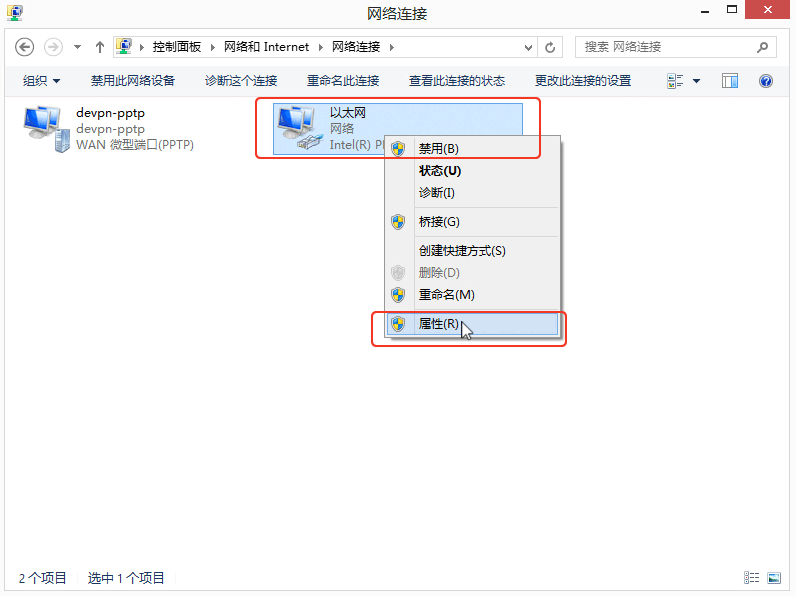 网络连接
控制面板 网络和 Internet 网络连接
搜索 网络连接
组织 禁用此网络设备 诊断这个连接 重命名此连接 查看此连接的状态 更改此连接的设置
devpn-pptp
devpn-pptp
WAN 微型端口(PPTP)
以太网
网络
Intel(R)
禁用(B)
状态(U)
诊断(I)
桥接(G)
创建快捷方式(S)
删除(D)
重命名(M)
属性(R)
2 个项目 选中 1 个项目